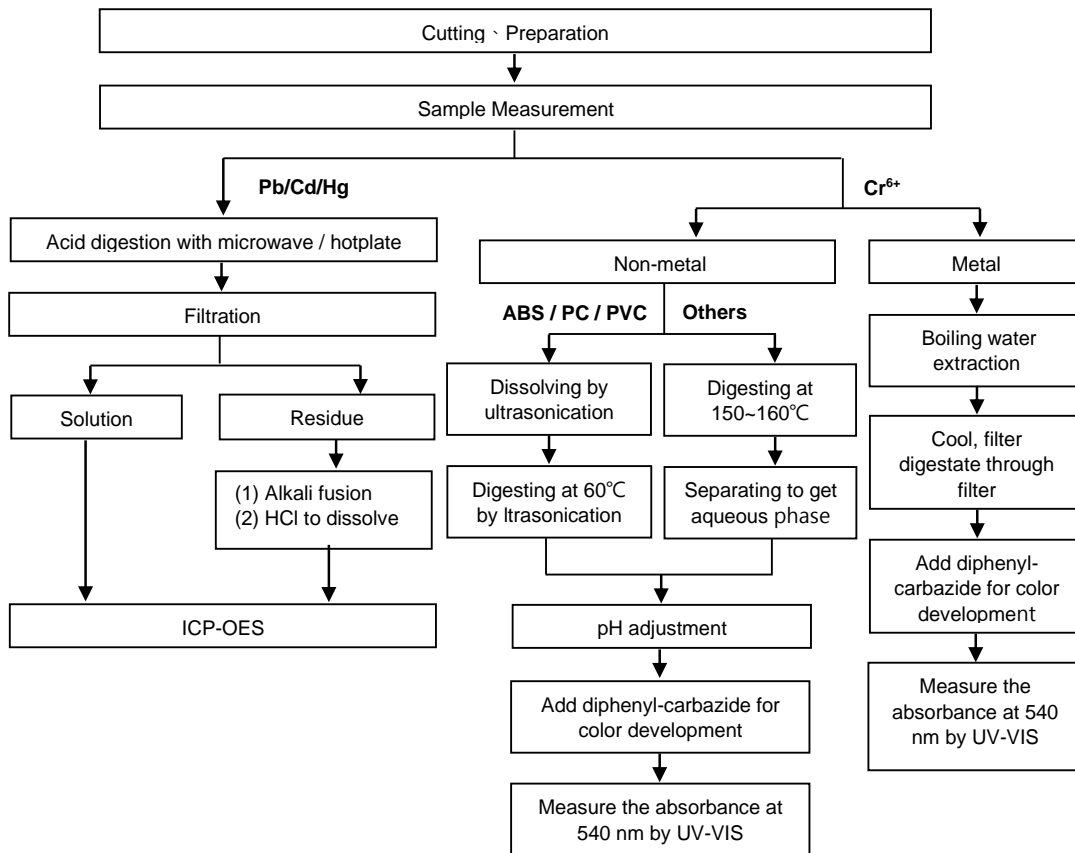 Cutting、Preparation
Sample Measurement
Pb/Cd/Hg
Cr6+
Acid digestion with microwave / hotplate
Filtration
Solution
Residue
(1) Alkali fusion
(2) HCl to dissolve
ICP-OES
Non-metal
ABS / PC / PVC
Others
Dissolving by
ultrasonication
Digesting at 60℃
by ltrasonication
Digesting at
150~160℃
Separating to get
aqueous phase
pH adjustment
Add diphenyl-carbazide for
color development
Measure the absorbance at
540 nm by UV-VIS
Metal
Boiling water
extraction
Cool, filter
digestate through
filter
Add diphenyl-
carbazide for color
development
Measure the
absorbance at 540
nm by UV-VIS